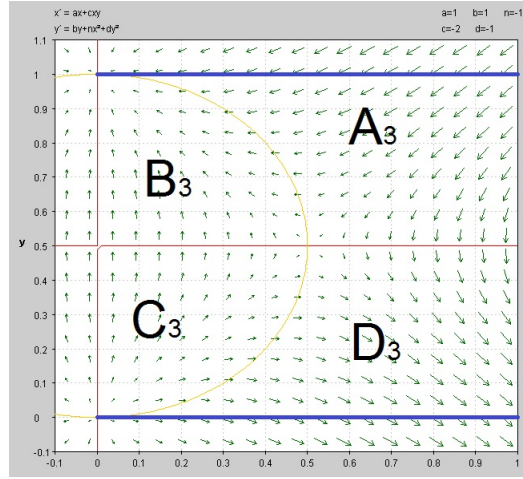 x´ = ax+cxy
y´ = by+nx²+dy²
a=1 b=1 n=-1
c=-2 d=-1
1.1
1
0.9
0.8
0.7
0.6
0.5
0.4
0.3
0.2
0.1
0
-0.1
y
A3
B3
C3
D3
-0.1 0 0.1 0.2 0.3 0.4 0.5 0.6 0.7 0.8 0.9 1